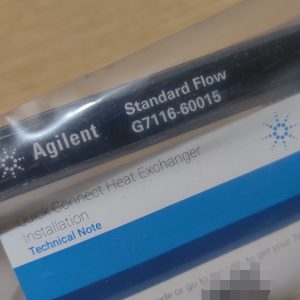 Agilent
Standard Flow
G7116-60015
Quick Connect Heat Exchanger
Installation
Technical Note